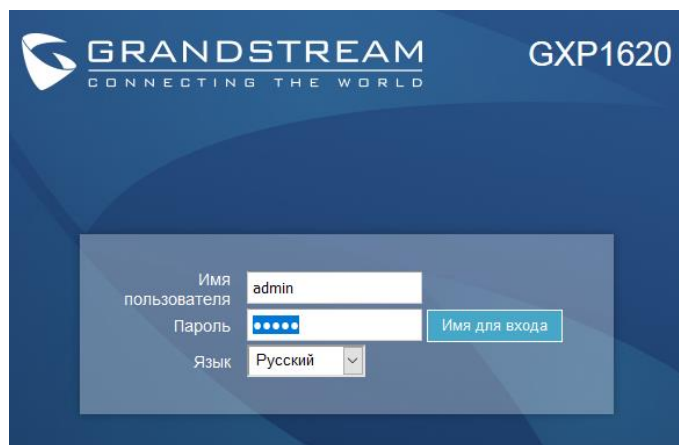 GRANDSTREAM
CONNECTING THE WORLD
GXP1620
Имя
пользователя
admin
Пароль
•••••
Имя для входа
Язык
Русский